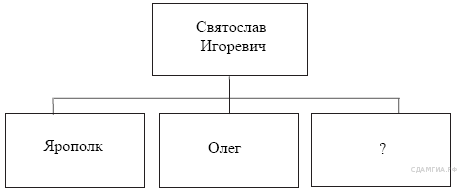 Святослав
Игоревич
Ярополк
Олег
?
СДАМГИА.РФ